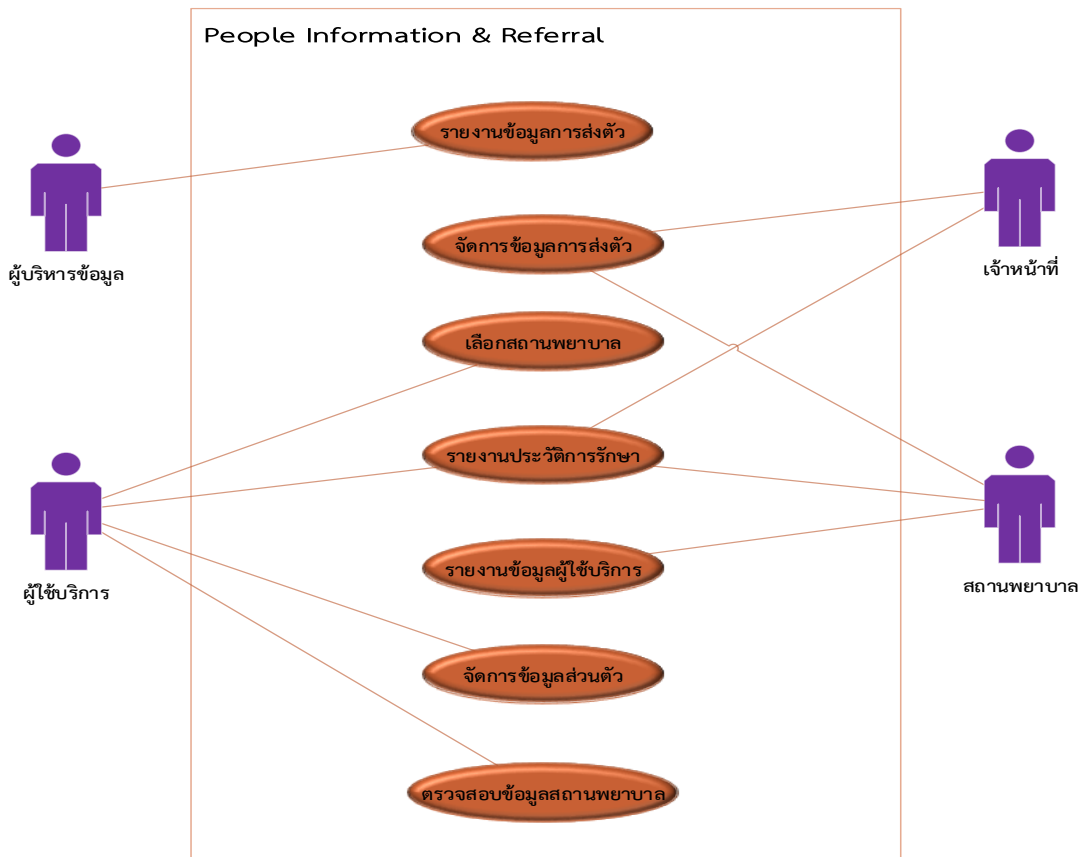 People Information & Referral
รายงานข้อมูลการส่งตัว
จัดการข้อมูลการส่งตัว
ผู้บริหารข้อมูล
เจ้าหน้าที่
เลือกสถานพยาบาล
รายงานประวัติการรักษา
รายงานข้อมูลผู้ใช้บริการ
ผู้ใช้บริการ
สถานพยาบาล
จัดการข้อมูลส่วนตัว
ตรวจสอบข้อมูลสถานพยาบาล